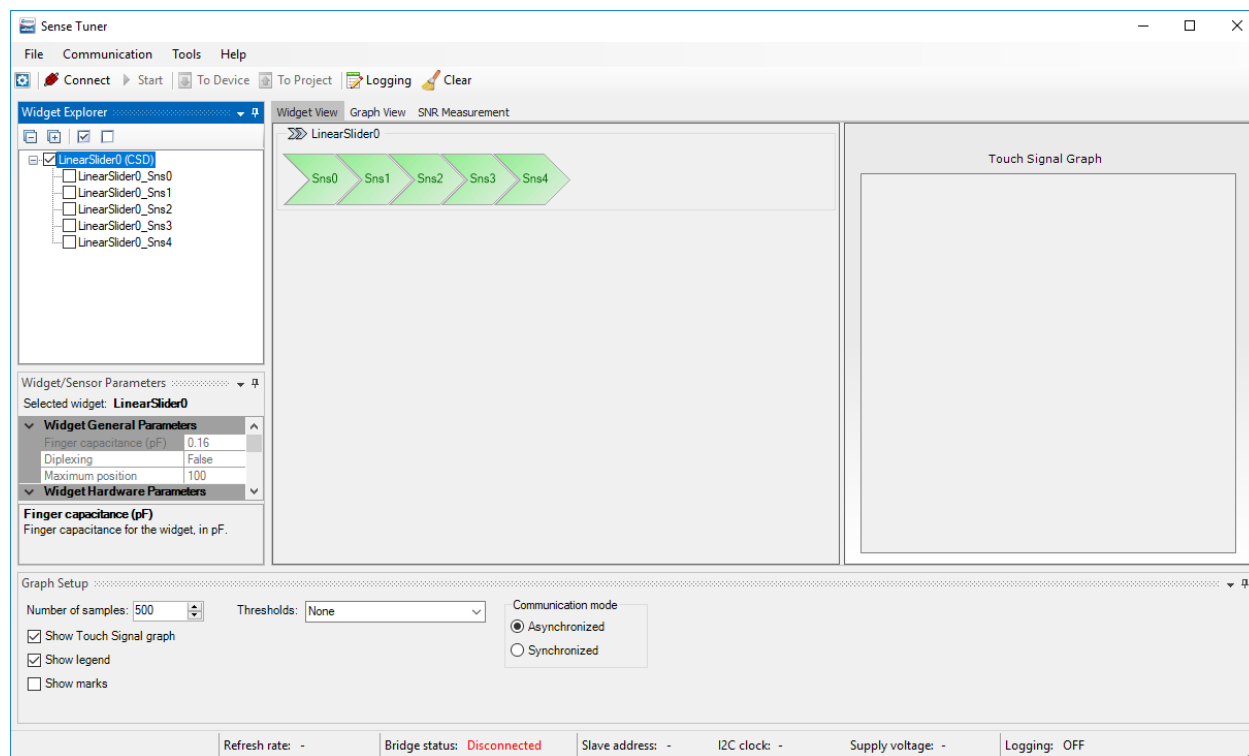 Sense Tuner
File Communication Tools Help
Connect Start To Device To Project Logging Clear
Widget Explorer
LinearSlider0 (CSD)
LinearSlider0_Sns0
LinearSlider0_Sns1
LinearSlider0_Sns2
LinearSlider0_Sns3
LinearSlider0_Sns4
Widget/Sensor Parameters
Selected widget: LinearSlider0
Widget General Parameters
Finger capacitance (pF) 0.16
Diplexing False
Maximum position 100
Widget Hardware Parameters
Finger capacitance (pF)
Finger capacitance for the widget, in pF.
Widget View Graph View SNR Measurement
LinearSlider0
Sns0 Sns1 Sns2 Sns3 Sns4
Touch Signal Graph
Graph Setup
Number of samples: 500 Thresholds: None
Show Touch Signal graph
Show legend
Show marks
Communication mode
Asynchronized
Synchronized
Refresh rate: - Bridge status: Disconnected Slave address: - I2C clock: - Supply voltage: - Logging: OFF